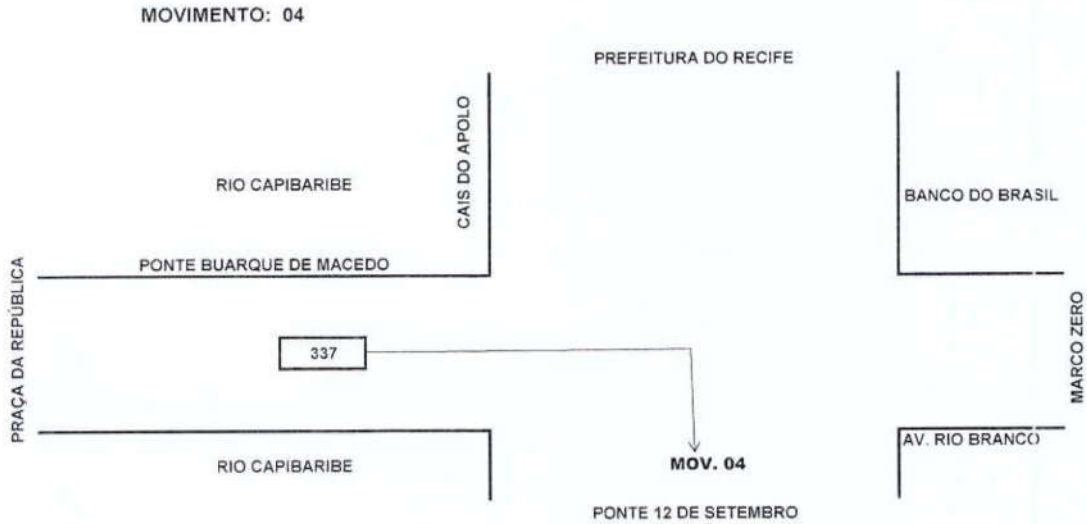 MOVIMENTO: 04
PREFEITURA DO RECIFE
CAIS DO APOLO
RIO CAPIBARIBE
BANCO DO BRASIL
PONTE BUARQUE DE MACEDO
PRAÇA DA REPÚBLICA
337
MARCO ZERO
AV. RIO BRANCO
RIO CAPIBARIBE
MOV. 04
PONTE 12 DE SETEMBRO